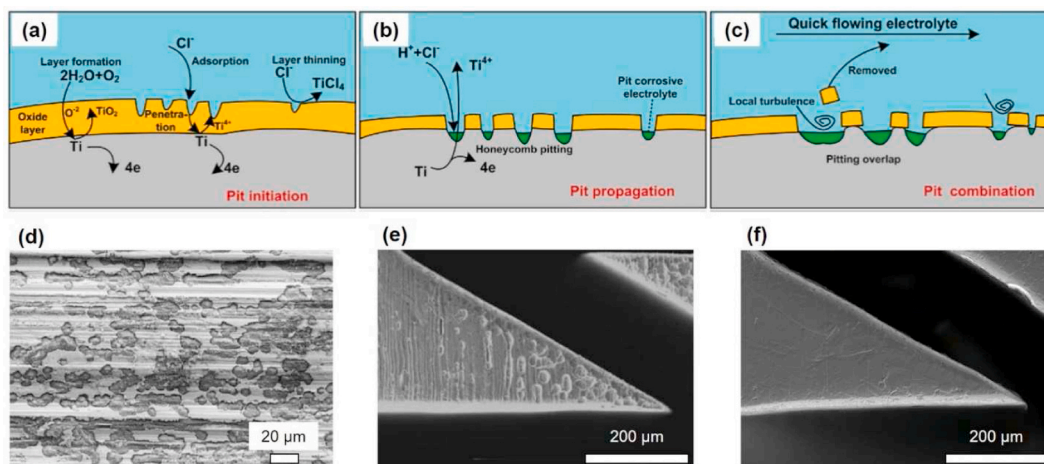 (a)
Cl⁻
Layer formation
2H₂O+O₂
Adsorption
Layer thinning
Cl⁻
TiCl₄
Oxide layer
O⁻²
TiO₂
Penetra-
tion
Ti⁴⁺
Ti
Ti
4e
4e
Pit initiation
(b)
H⁺+Cl⁻
Ti⁴⁺
Pit corrosive
electrolyte
Honeycomb pitting
Ti
4e
Pit propagation
(c)
Quick flowing electrolyte
Removed
Local turbulence
Pitting overlap
Pit combination
(d)
20 μm
(e)
200 μm
(f)
200 μm